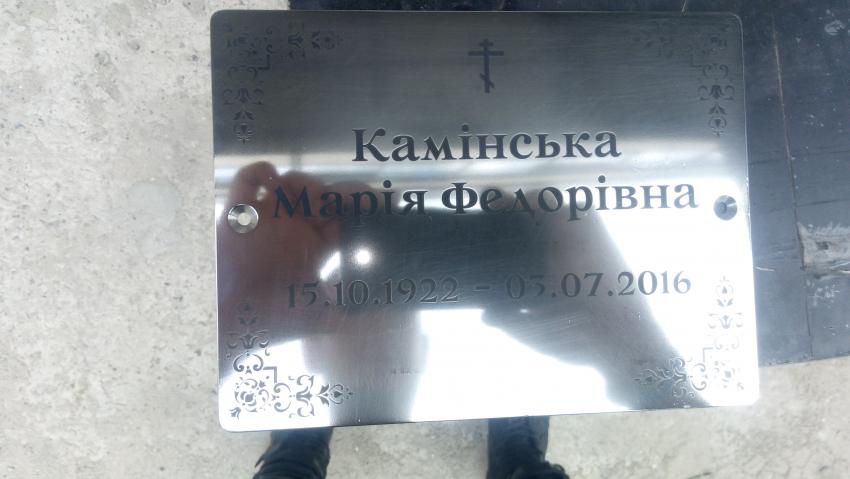 Камінська
Марія Федорівна
15.10.1922 - 03.07.2016